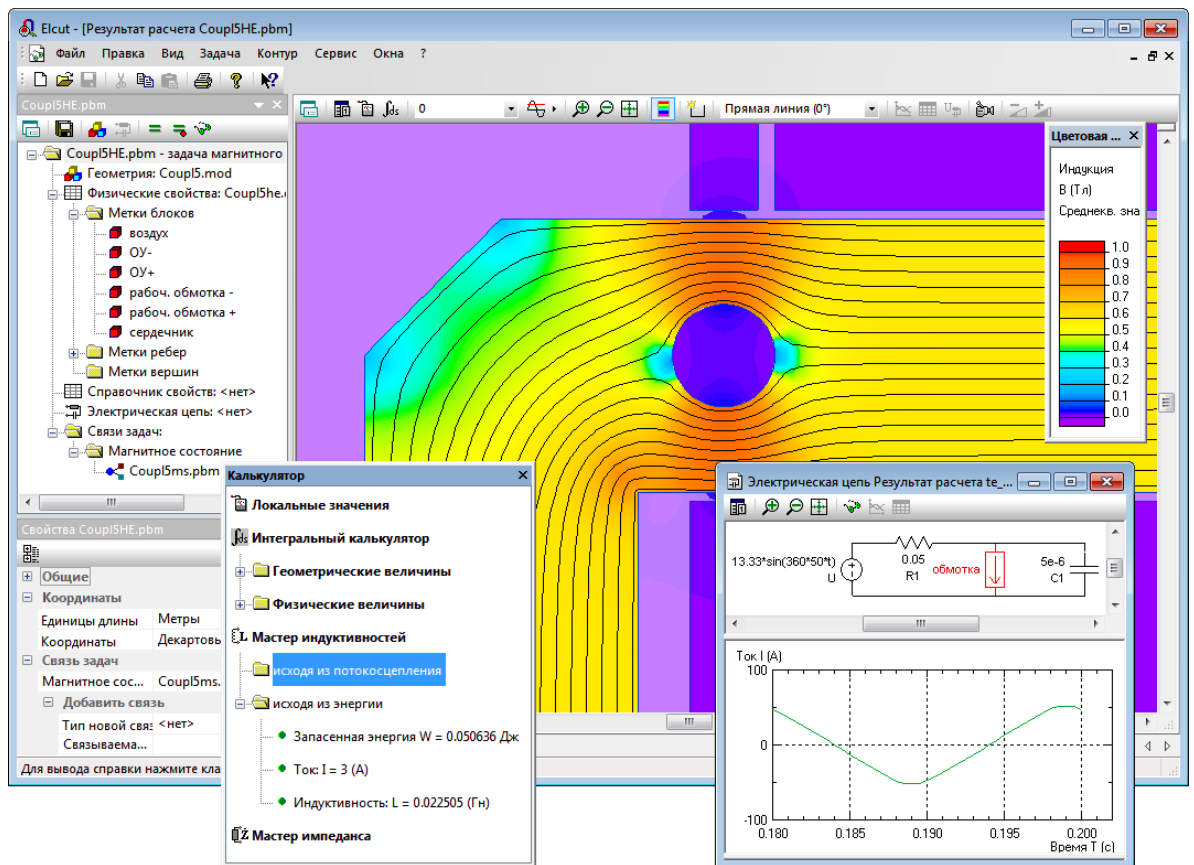 Elcut - [Результат расчета Coupl5HE.pbm]
Файл Правка Вид Задача Контур Сервис Окна ?
Coupl5HE.pbm
0 Прямая линия (0°)
Coupl5HE.pbm - задача магнитного
Геометрия: Coupl5.mod
Физические свойства: Coupl5he.
Метки блоков
воздух
ОУ-
ОУ+
рабоч. обмотка -
рабоч. обмотка +
сердечник
Метки ребер
Метки вершин
Справочник свойств: <нет>
Электрическая цепь: <нет>
Связи задач:
Магнитное состояние
Coupl5ms.pbm
Цветовая ...
Индукция
B (Тл)
Среднекв. зна
1.0
0.9
0.8
0.7
0.6
0.5
0.4
0.3
0.2
0.1
0.0
Свойства Coupl5HE.pbm
Общие
Координаты
Единицы длины Метры
Координаты Декартовы
Связь задач
Магнитное сос... Coupl5ms.
Добавить связь
Тип новой связ <нет>
Связываема...
Для вывода справки нажмите кла
Калькулятор
Локальные значения
Интегральный калькулятор
Геометрические величины
Физические величины
Мастер индуктивностей
исходя из потокосцепления
исходя из энергии
Запасенная энергия W = 0.050636 Дж
Ток: I = 3 (А)
Индуктивность: L = 0.022505 (Гн)
Мастер импеданса
Электрическая цепь Результат расчета te_...
13.33*sin(360*50*t)
U
0.05
R1
обмотка
5e-6
C1
Ток I (А)
100
0
-100
0.180 0.185 0.190 0.195 0.200
Время T (с)